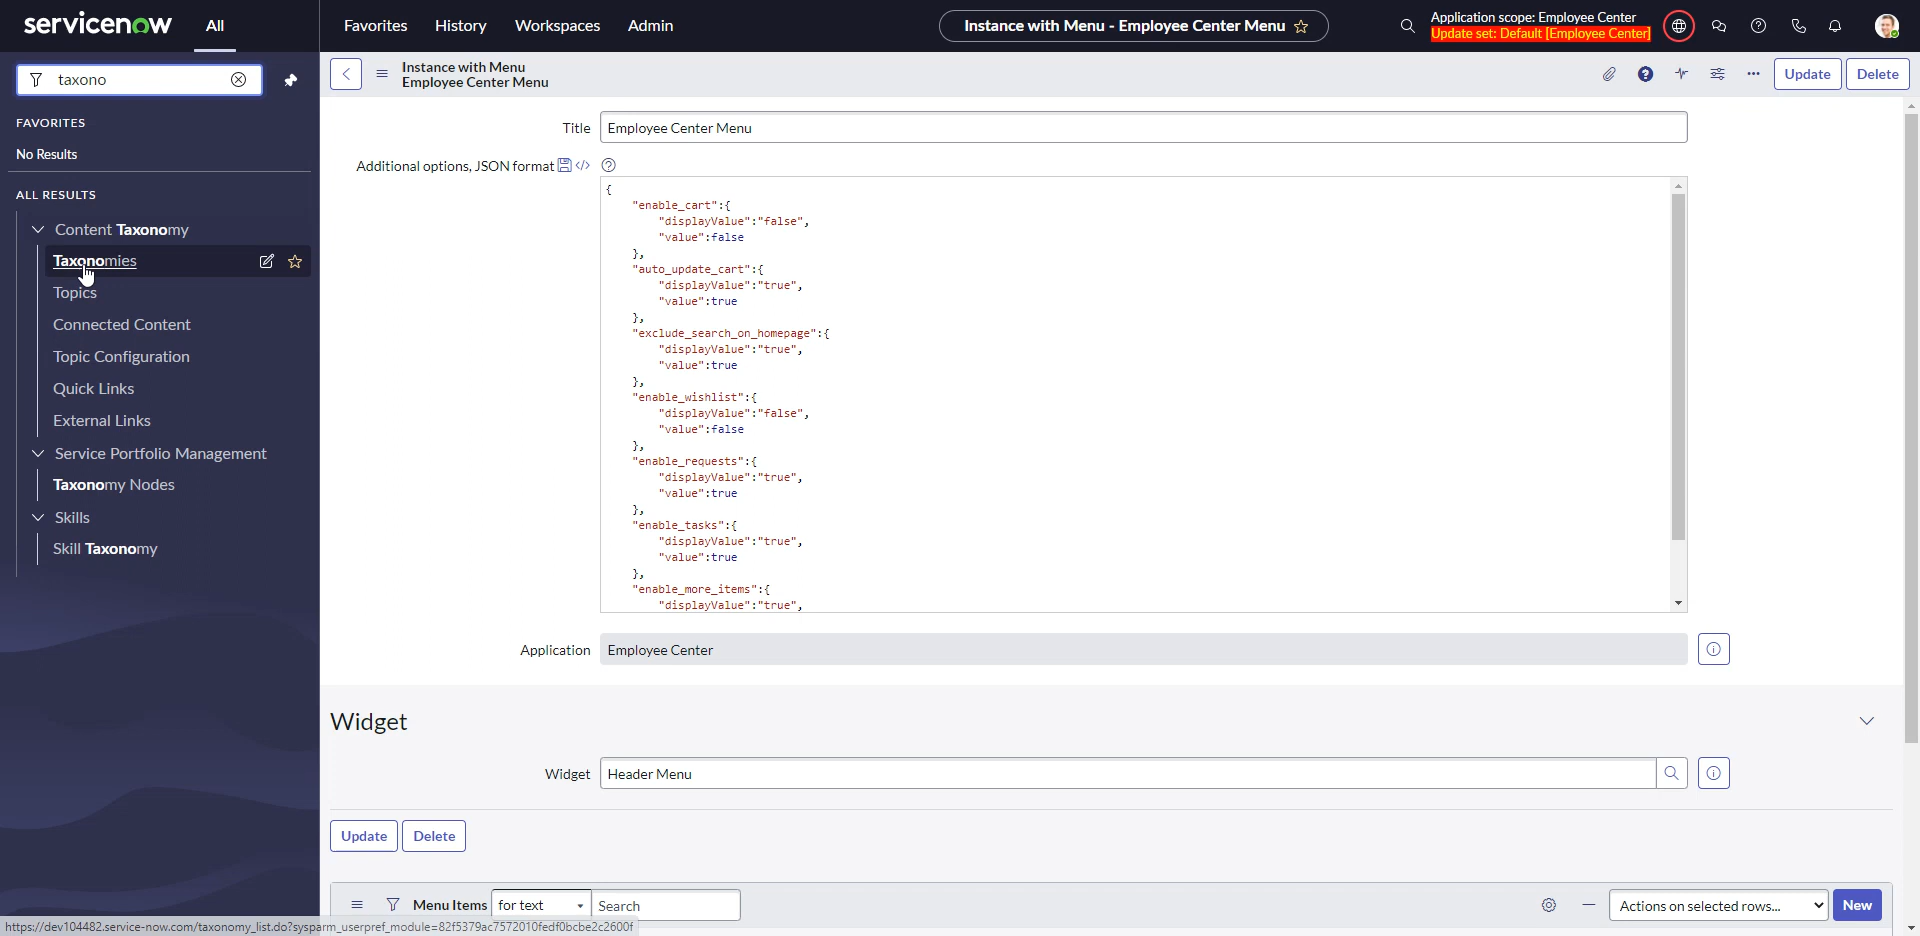 servicenow
All
Favorites
History
Workspaces
Admin
Instance with Menu - Employee Center Menu
Application scope: Employee Center
Update set: Default [Employee Center]
taxono
Instance with Menu
Employee Center Menu
Update
Delete
FAVORITES
No Results
ALL RESULTS
Content Taxonomy
Taxonomies
Topics
Connected Content
Topic Configuration
Quick Links
External Links
Service Portfolio Management
Taxonomy Nodes
Skills
Skill Taxonomy
Title
Employee Center Menu
Additional options, JSON format
{
"enable_cart":{
"displayValue":"false",
"value":false
},
"auto_update_cart":{
"displayValue":"true",
"value":true
},
"exclude_search_on_homepage":{
"displayValue":"true",
"value":true
},
"enable_wishlist":{
"displayValue":"false",
"value":false
},
"enable_requests":{
"displayValue":"true",
"value":true
},
"enable_tasks":{
"displayValue":"true",
"value":true
},
"enable_more_items":{
"displayValue":"true",
Application
Employee Center
Widget
Widget
Header Menu
Update
Delete
Menu Items
for text
Search
Actions on selected rows...
New
https://dev104482.service-now.com/taxonomy_list.do?sysparm_userpref_module=82f5379ac7572010fedf0bcbe2c2600f